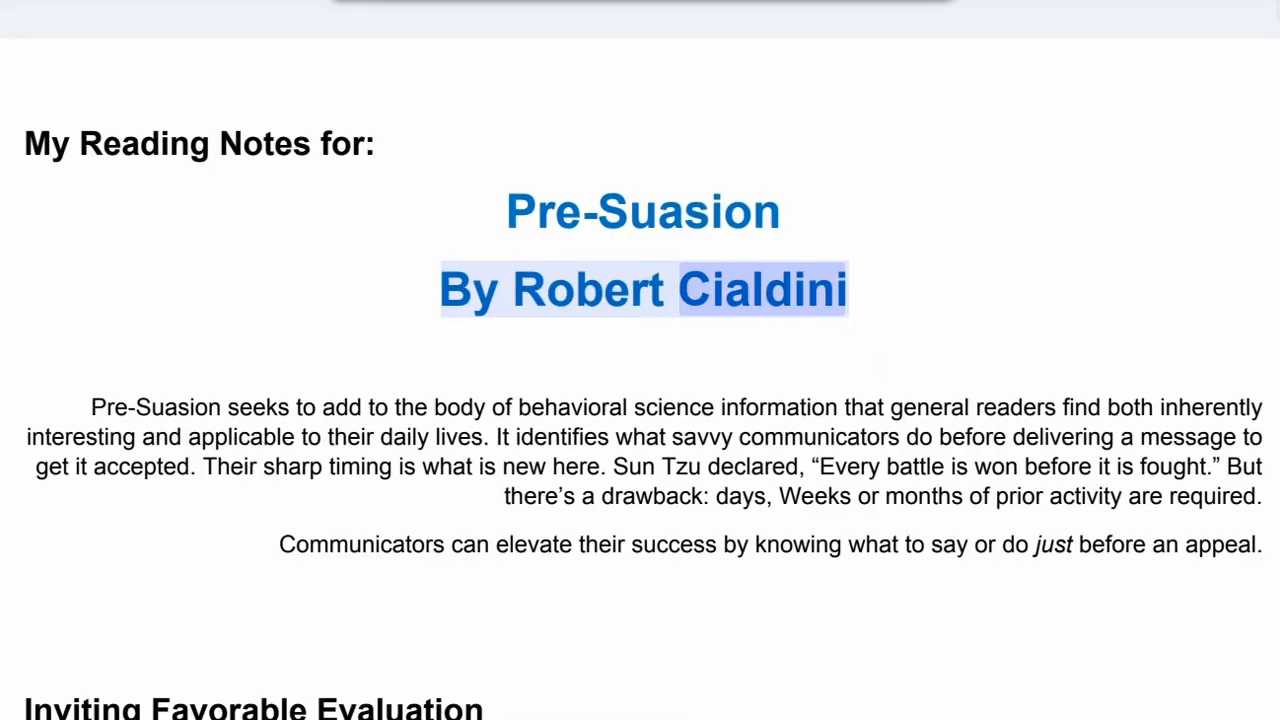 My Reading Notes for:
Pre-Suasion
By Robert Cialdini
Pre-Suasion seeks to add to the body of behavioral science information that general readers find both inherently
interesting and applicable to their daily lives. It identifies what savvy communicators do before delivering a message to
get it accepted. Their sharp timing is what is new here. Sun Tzu declared, “Every battle is won before it is fought.” But
there’s a drawback: days, Weeks or months of prior activity are required.
Communicators can elevate their success by knowing what to say or do just before an appeal.
Inviting Favorable Evaluation